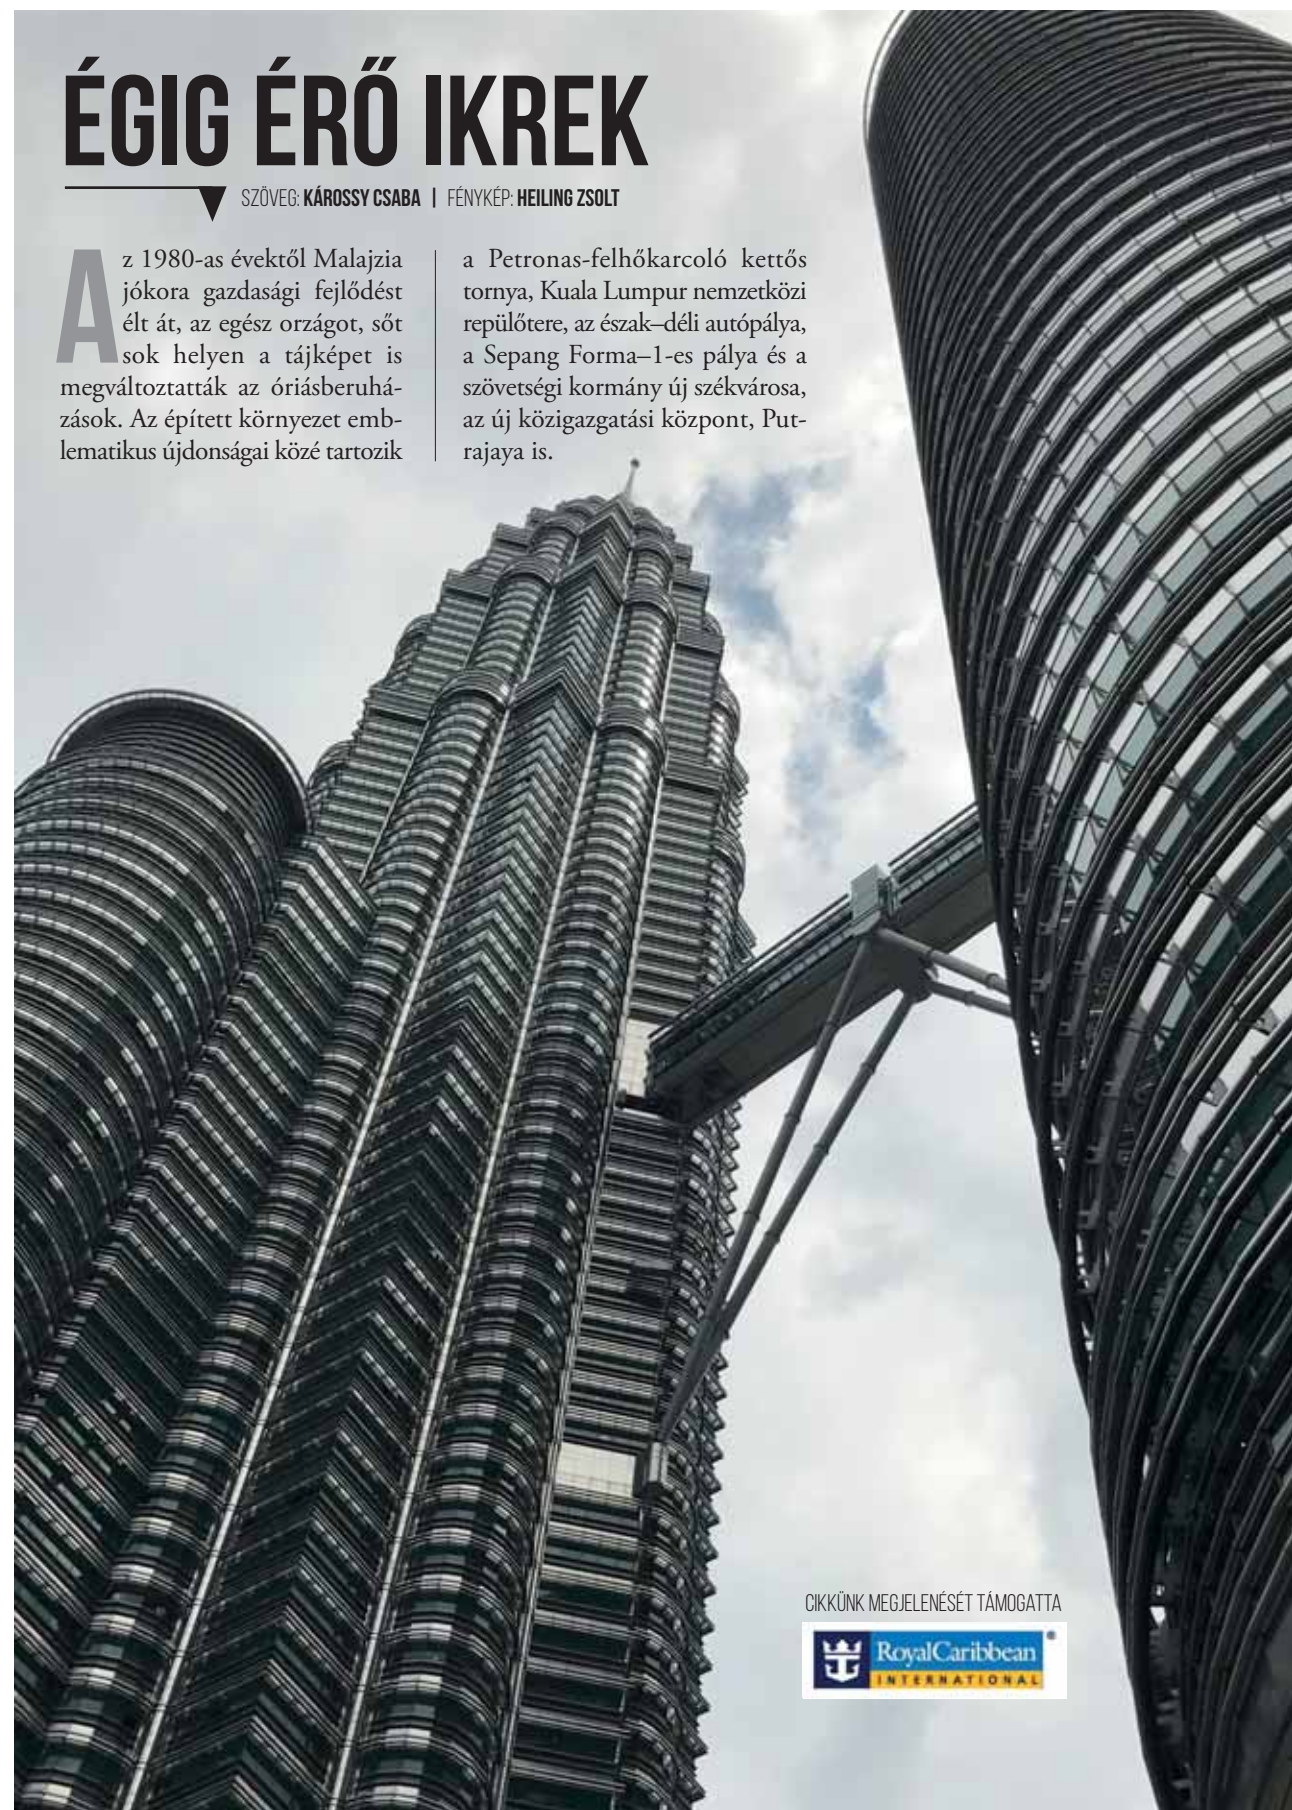 ÉGIG ÉRŐ IKREK
SZÖVEG: KÁROSSY CSABA | FÉNYKÉP: HEILING ZSOLT
Az 1980-as évektől Malajzia
jókora gazdasági fejlődést
élt át, az egész orzágot, sőt
sok helyen a tájképet is
megváltoztatták az óriásberuhá-
zások. Az épített környezet emb-
lematikus újdonságai közé tartozik
a Petronas-felhőkarcoló kettős
tornya, Kuala Lumpur nemzetközi
repülőtere, az észak–déli autópálya,
a Sepang Forma–1-es pálya és a
szövetségi kormány új székvárosa,
az új közigazgatási központ, Put-
rajaya is.
CIKKÜNK MEGJELENÉSÉT TÁMOGATTA
RoyalCaribbean®
INTERNATIONAL